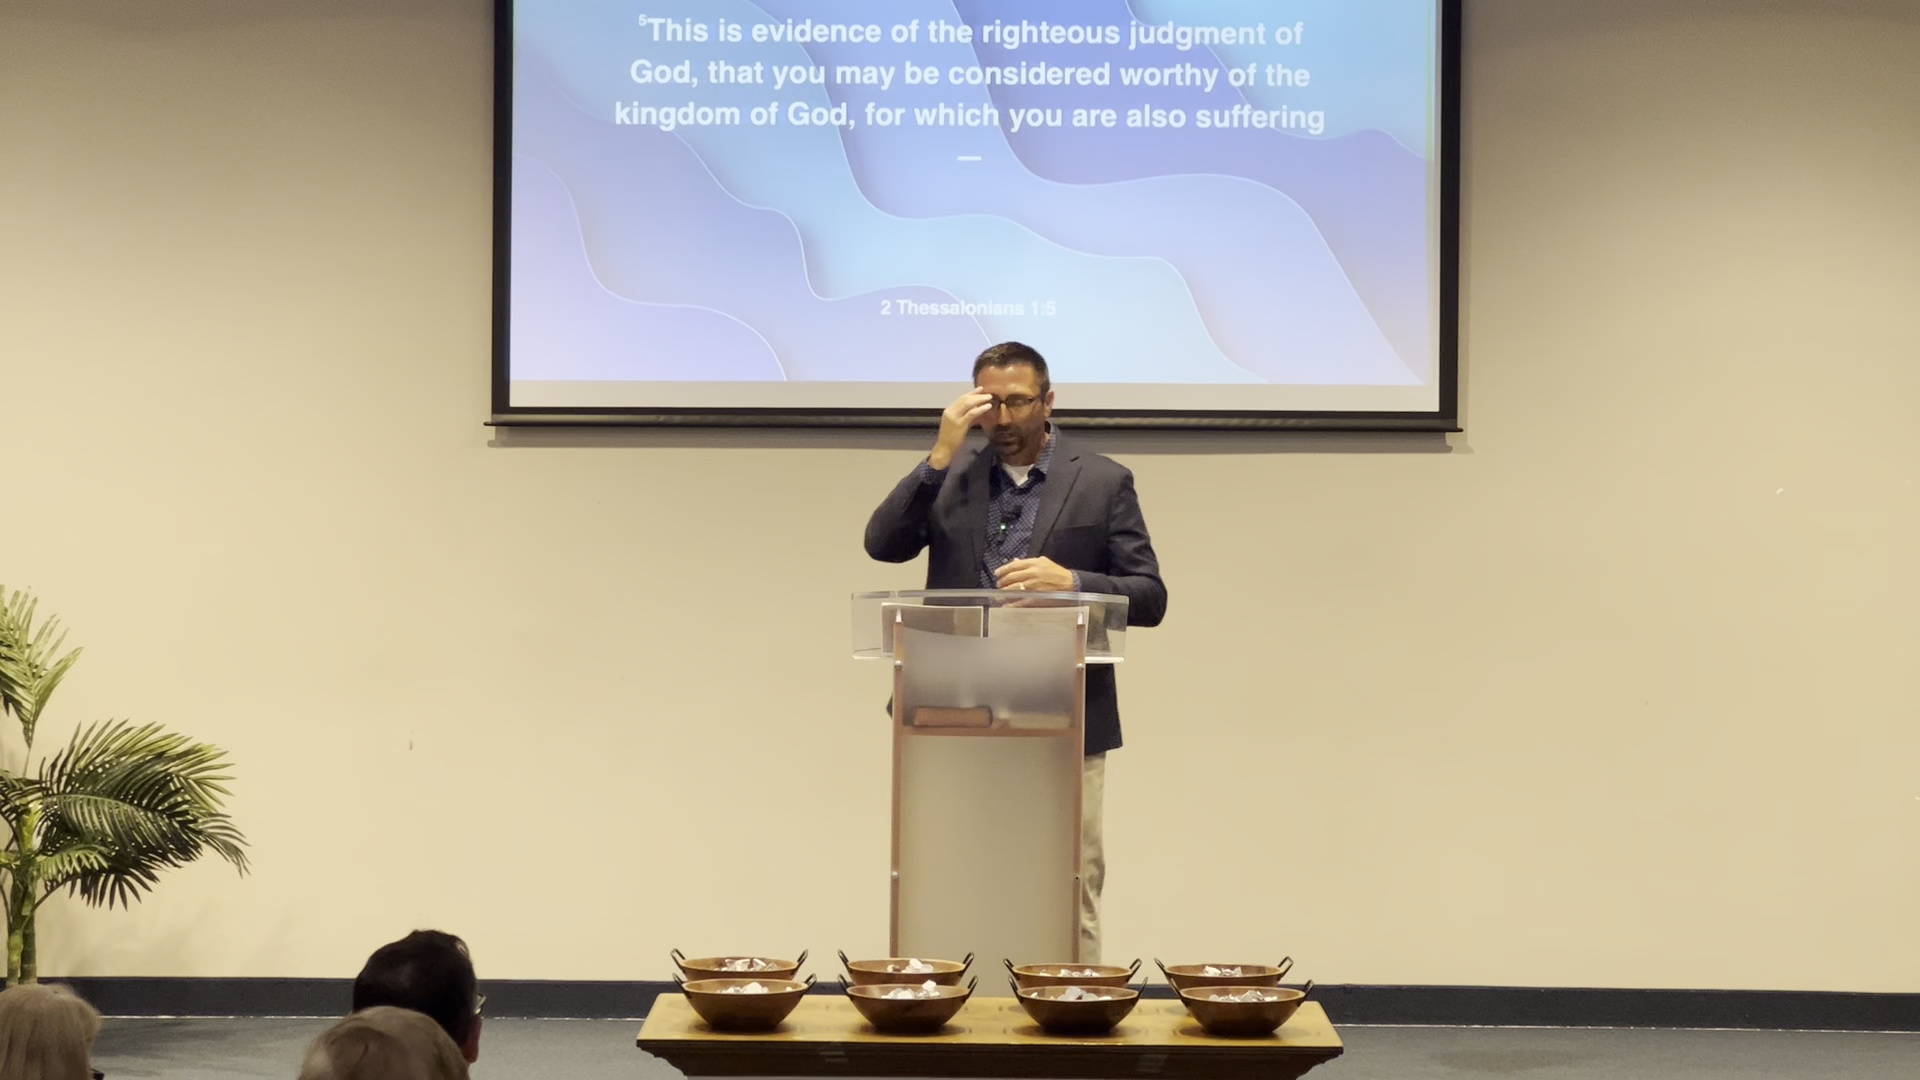 ⁵This is evidence of the righteous judgment of
God, that you may be considered worthy of the
kingdom of God, for which you are also suffering
—
2 Thessalonians 1:5